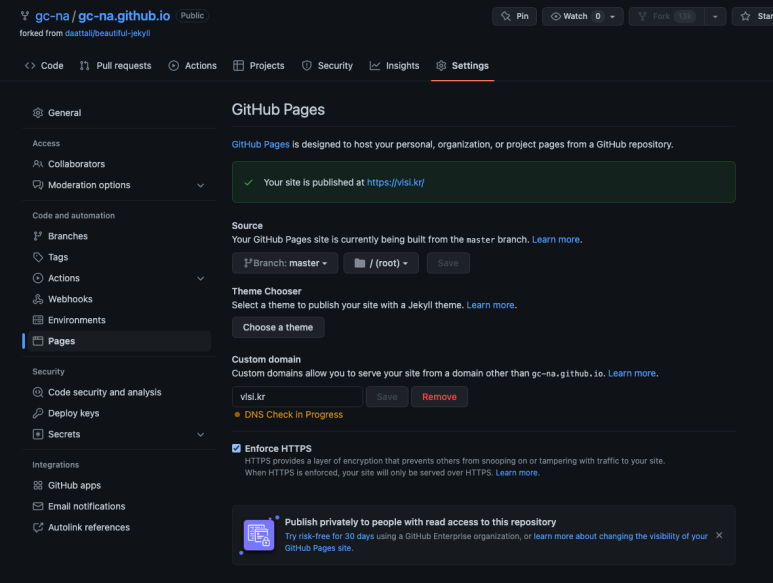 gc-na / gc-na.github.io Public
Pin
Watch 0
Fork 13k
Star
forked from daattali/beautiful-jekyll
Code
Pull requests
Actions
Projects
Security
Insights
Settings
General
Access
Collaborators
Moderation options
Code and automation
Branches
Tags
Actions
Webhooks
Environments
Pages
Security
Code security and analysis
Deploy keys
Secrets
Integrations
GitHub apps
Email notifications
Autolink references
GitHub Pages
GitHub Pages is designed to host your personal, organization, or project pages from a GitHub repository.
Your site is published at https://vlsi.kr/
Source
Your GitHub Pages site is currently being built from the master branch. Learn more.
Branch: master
/ (root)
Save
Theme Chooser
Select a theme to publish your site with a Jekyll theme. Learn more.
Choose a theme
Custom domain
Custom domains allow you to serve your site from a domain other than gc-na.github.io. Learn more.
vlsi.kr
Save
Remove
DNS Check in Progress
Enforce HTTPS
HTTPS provides a layer of encryption that prevents others from snooping on or tampering with traffic to your site.
When HTTPS is enforced, your site will only be served over HTTPS. Learn more.
Publish privately to people with read access to this repository
Try risk-free for 30 days using a GitHub Enterprise organization, or learn more about changing the visibility of your
GitHub Pages site.